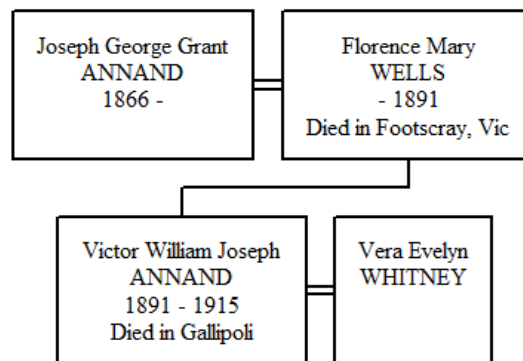 Joseph George Grant
ANNAND
1866 -
Florence Mary
WELLS
- 1891
Died in Footscray, Vic
Victor William Joseph
ANNAND
1891 - 1915
Died in Gallipoli
Vera Evelyn
WHITNEY